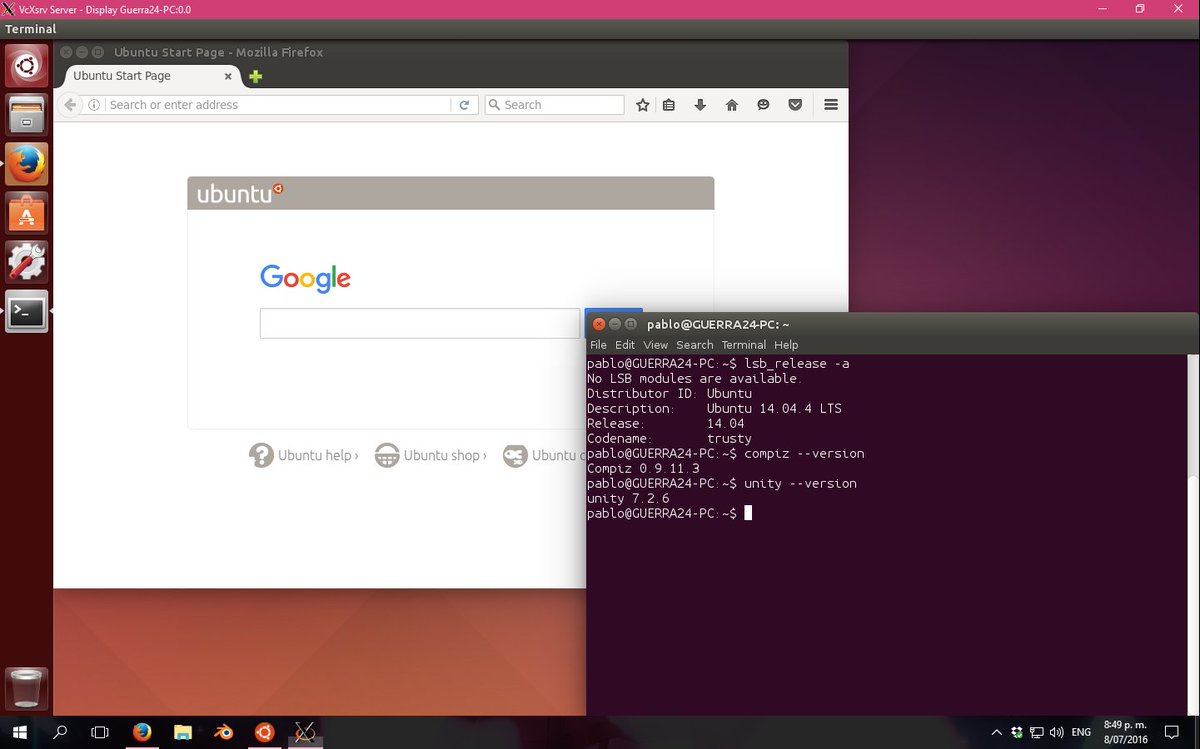 VcXsrv Server - Display Guerra24-PC:0.0
Terminal
Ubuntu Start Page - Mozilla Firefox
Ubuntu Start Page
Search or enter address
Search
ubuntu
Google
Ubuntu help ›
Ubuntu shop ›
Ubuntu
pablo@GUERRA24-PC: ~
File Edit View Search Terminal Help
pablo@GUERRA24-PC:~$ lsb_release -a
No LSB modules are available.
Distributor ID: Ubuntu
Description: Ubuntu 14.04.4 LTS
Release: 14.04
Codename: trusty
pablo@GUERRA24-PC:~$ compiz --version
Compiz 0.9.11.3
pablo@GUERRA24-PC:~$ unity --version
unity 7.2.6
pablo@GUERRA24-PC:~$
ENG
8:49 p. m.
8/07/2016